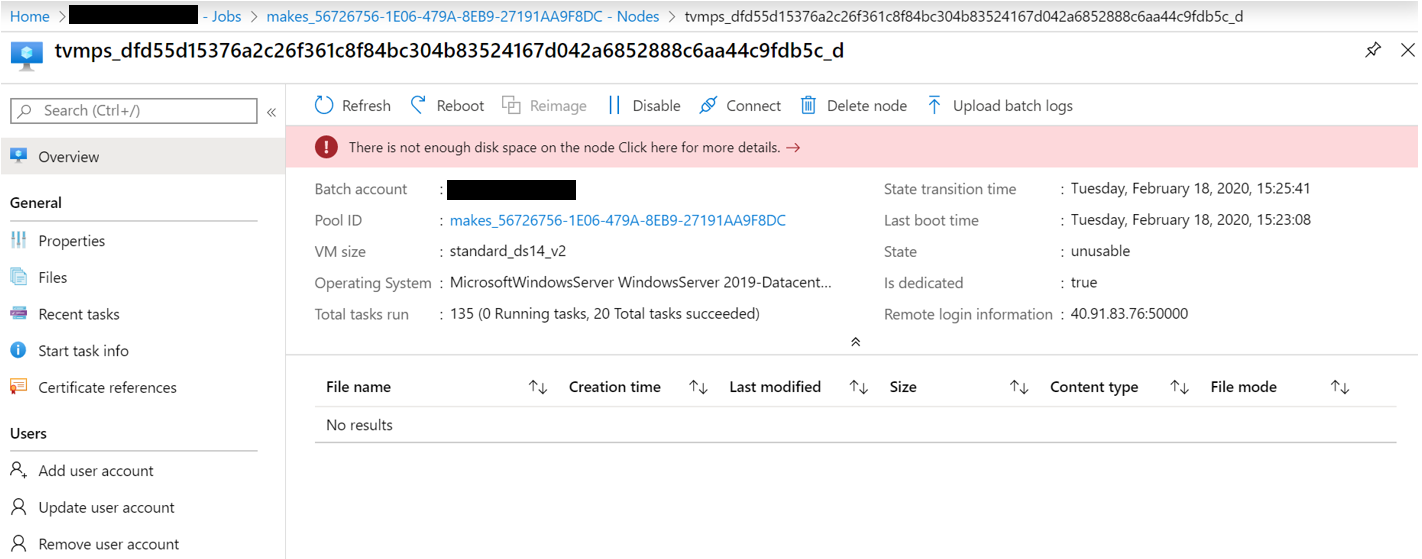 Home > - Jobs > makes_56726756-1E06-479A-8EB9-27191AA9F8DC - Nodes > tvmps_dfd55d15376a2c26f361c8f84bc304b83524167d042a6852888c6aa44c9fdb5c_d
tvmps_dfd55d15376a2c26f361c8f84bc304b83524167d042a6852888c6aa44c9fdb5c_d
Search (Ctrl+/)
«
Refresh Reboot Reimage Disable Connect Delete node Upload batch logs
Overview
General
Properties
Files
Recent tasks
Start task info
Certificate references
Users
Add user account
Update user account
Remove user account
There is not enough disk space on the node Click here for more details. →
Batch account :
Pool ID : makes_56726756-1E06-479A-8EB9-27191AA9F8DC
VM size : standard_ds14_v2
Operating System : MicrosoftWindowsServer WindowsServer 2019-Datacent...
Total tasks run : 135 (0 Running tasks, 20 Total tasks succeeded)
State transition time : Tuesday, February 18, 2020, 15:25:41
Last boot time : Tuesday, February 18, 2020, 15:23:08
State : unusable
Is dedicated : true
Remote login information : 40.91.83.76:50000
File name Creation time Last modified Size Content type File mode
No results